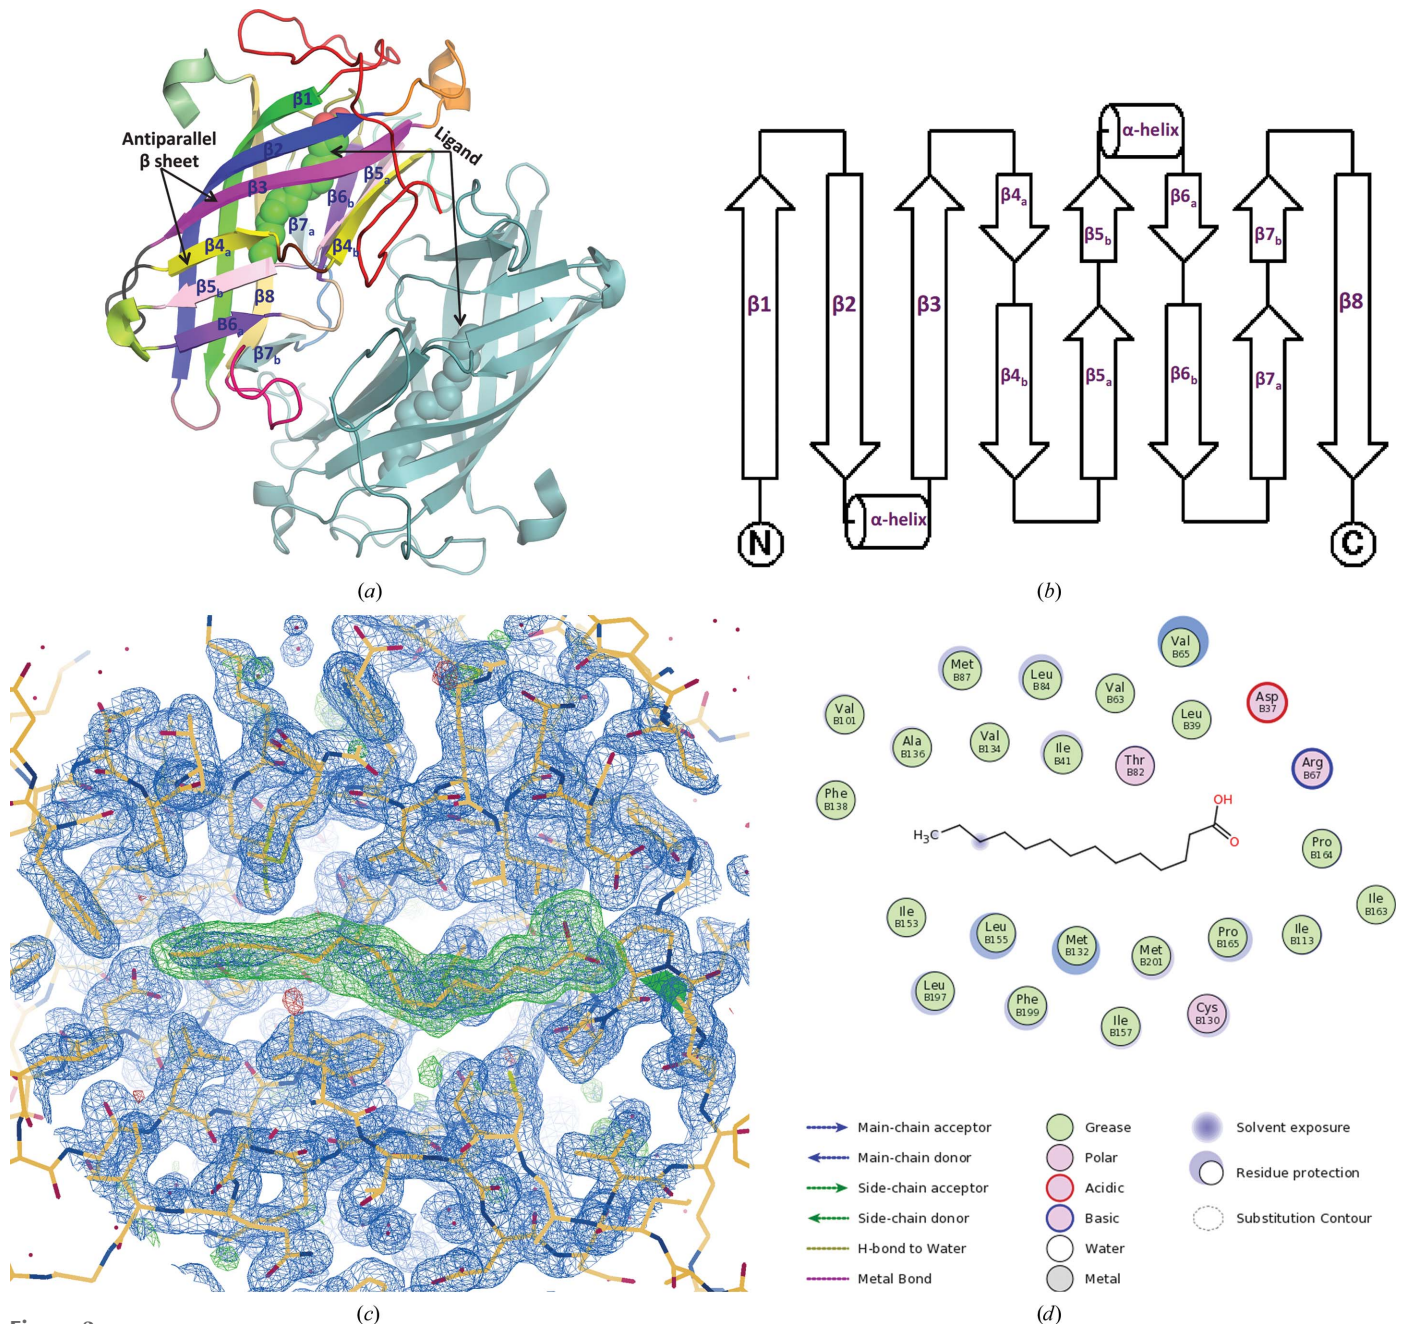 β1
Antiparallel
β sheet
β2
Ligand
β3
β5a
β6b
β7a
β4a
β4b
β5b
β8
B6a
β7b
(a)
α-helix
β4a
β6a
β5b
β7b
β1
β2
β3
β8
β4b
β5a
β6b
β7a
α-helix
N
C
(b)
(c)
Val
B65
Met
B87
Leu
B84
Val
B63
Asp
B37
Val
B101
Leu
B39
Ala
B136
Val
B134
Ile
B41
Thr
B82
Arg
B67
Phe
B138
OH
H3C
O
Pro
B164
Ile
B153
Leu
B155
Met
B132
Met
B201
Pro
B165
Ile
B113
Ile
B163
Leu
B197
Phe
B199
Ile
B157
Cys
B130
Main-chain acceptor
Main-chain donor
Side-chain acceptor
Side-chain donor
H-bond to Water
Metal Bond
Grease
Polar
Acidic
Basic
Water
Metal
Solvent exposure
Residue protection
Substitution Contour
(d)